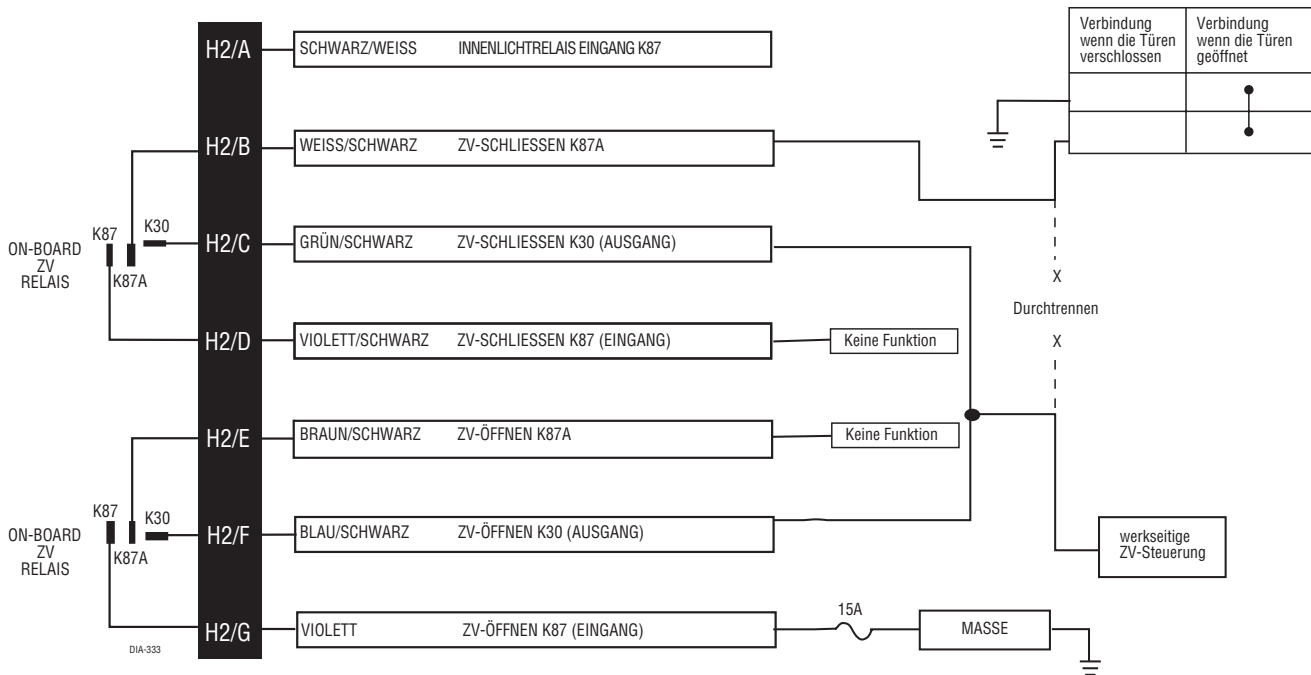 H2/A SCHWARZ/WEISS INNENLICHTRELAIS EINGANG K87
Verbindung
wenn die Türen
verschlossen
Verbindung
wenn die Türen
geöffnet
H2/B WEISS/SCHWARZ ZV-SCHLIESSEN K87A
ON-BOARD
ZV
RELAIS
K87
K87A
K30
H2/C GRÜN/SCHWARZ ZV-SCHLIESSEN K30 (AUSGANG)
X
Durchtrennen
X
H2/D VIOLETT/SCHWARZ ZV-SCHLIESSEN K87 (EINGANG) Keine Funktion
H2/E BRAUN/SCHWARZ ZV-ÖFFNEN K87A Keine Funktion
ON-BOARD
ZV
RELAIS
K87
K87A
K30
H2/F BLAU/SCHWARZ ZV-ÖFFNEN K30 (AUSGANG)
werkseitige
ZV-Steuerung
H2/G VIOLETT ZV-ÖFFNEN K87 (EINGANG) 15A MASSE
DIA-333